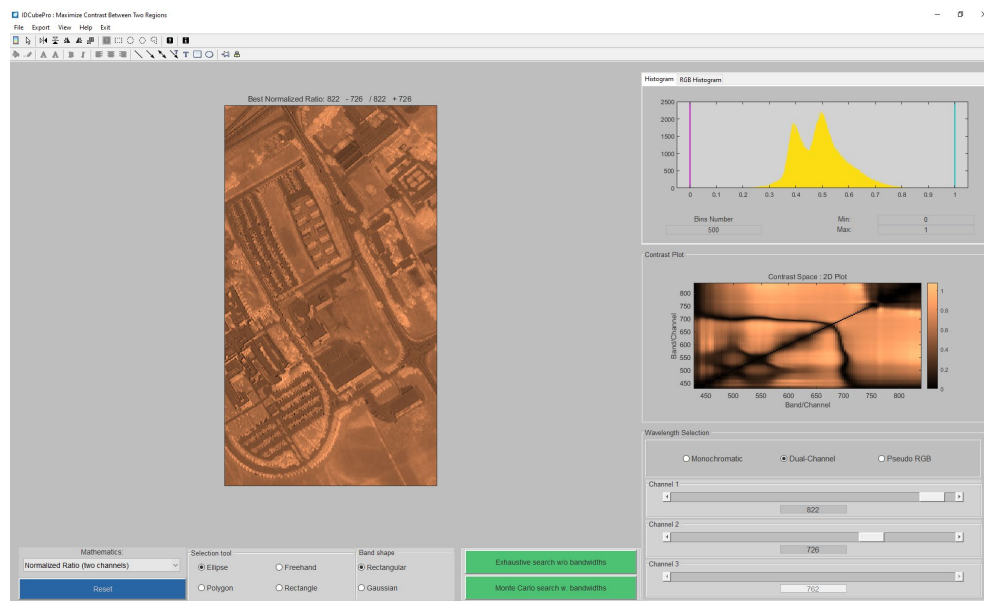 IDCubePro : Maximize Contrast Between Two Regions
File Export View Help Exit
A A B I T
Best Normalized Ratio: 822 - 726 / 822 + 726
Histogram RGB Histogram
2500
2000
1500
1000
500
0
0 0.1 0.2 0.3 0.4 0.5 0.6 0.7 0.8 0.9 1
Bins Number Min: 0
500 Max: 1
Contrast Plot
Contrast Space : 2D Plot
800
750
700
650
600
550
500
450
Band/Channel
450 500 550 600 650 700 750 800
Band/Channel
1
0.8
0.6
0.4
0.2
0
Wavelength Selection
Monochromatic Dual-Channel Pseudo RGB
Channel 1
822
Channel 2
726
Channel 3
762
Mathematics:
Normalized Ratio (two channels)
Reset
Selection tool
Ellipse Freehand
Polygon Rectangle
Band shape
Rectangular
Gaussian
Exhaustive search w/o bandwidths
Monte Carlo search w. bandwidths